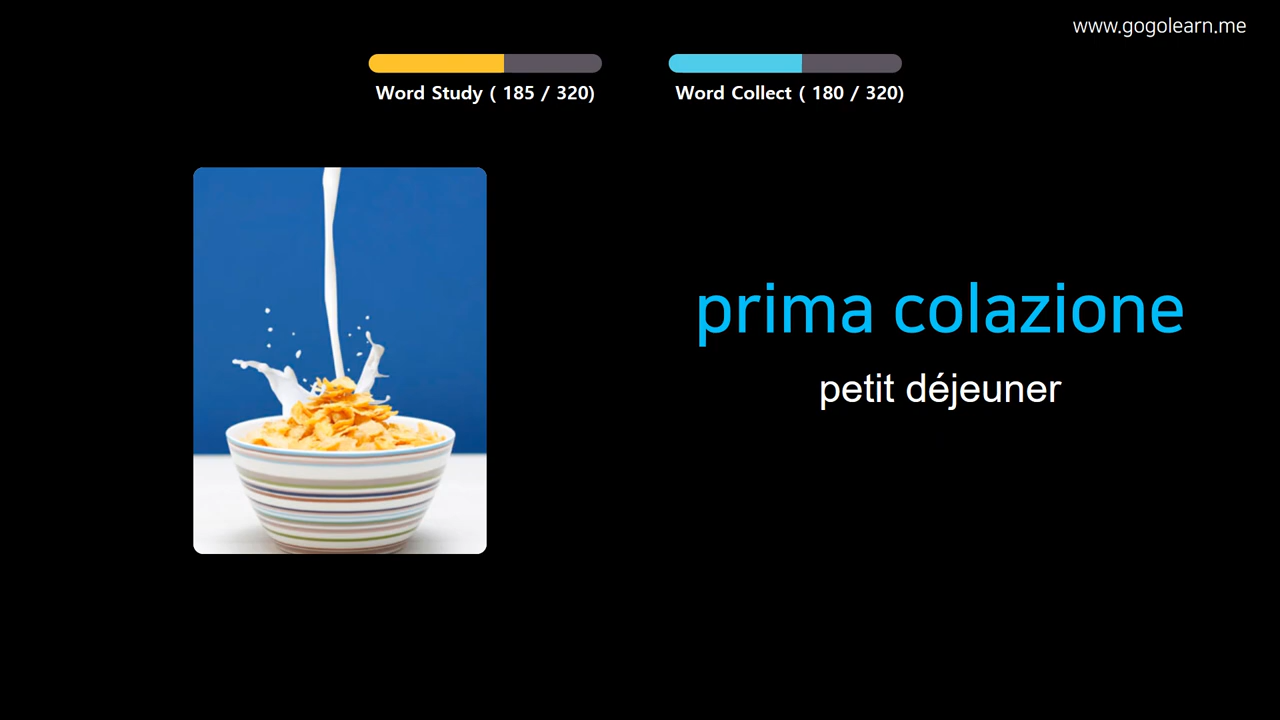 www.gogolearn.me
Word Study ( 185 / 320)
Word Collect ( 180 / 320)
prima colazione
petit déjeuner